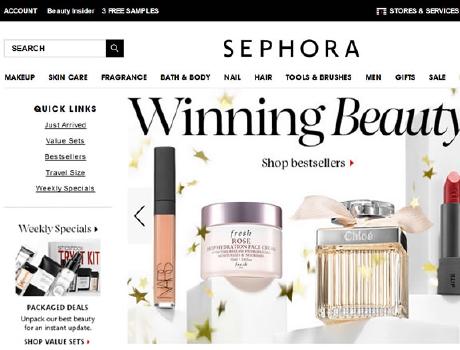 ACCOUNT Beauty Insider 3 FREE SAMPLES STORES & SERVICES
SEARCH
SEPHORA
MAKEUP SKIN CARE FRAGRANCE BATH & BODY NAIL HAIR TOOLS & BRUSHES MEN GIFTS SALE
QUICK LINKS
Just Arrived
Value Sets
Bestsellers
Travel Size
Weekly Specials
Winning Beauty
Shop bestsellers
NARS
fresh
ROSE
DEEP HYDRATION FACE CREAM
Chloé
Weekly Specials
TRY IT KIT
PACKAGED DEALS
Unpack our best beauty
for an instant update.
SHOP VALUE SETS